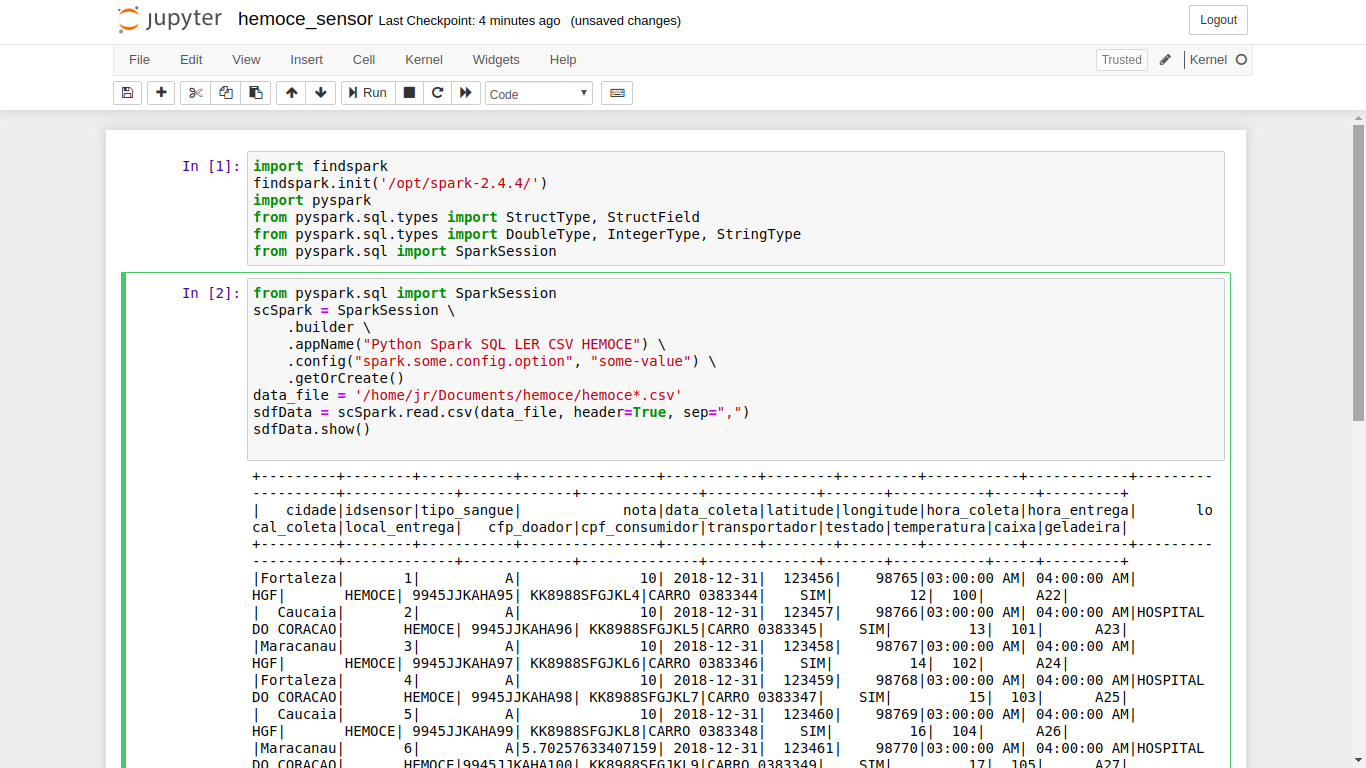 jupyter hemoce_sensor Last Checkpoint: 4 minutes ago (unsaved changes) Logout
File Edit View Insert Cell Kernel Widgets Help Trusted Kernel
Run Code
In [1]: import findspark
findspark.init('/opt/spark-2.4.4/')
import pyspark
from pyspark.sql.types import StructType, StructField
from pyspark.sql.types import DoubleType, IntegerType, StringType
from pyspark.sql import SparkSession
In [2]: from pyspark.sql import SparkSession
scSpark = SparkSession \
    .builder \
    .appName("Python Spark SQL LER CSV HEMOCE") \
    .config("spark.some.config.option", "some-value") \
    .getOrCreate()
data_file = '/home/jr/Documents/hemoce/hemoce*.csv'
sdfData = scSpark.read.csv(data_file, header=True, sep=",")
sdfData.show()
+---------+--------+-----------+----------------+-----------+--------+---------+-----------+------------+---------
----------+-------------+-------------+--------------+-------------+-------+-----------+-----+---------+
|   cidade|idsensor|tipo_sangue|            nota|data_coleta|latitude|longitude|hora_coleta|hora_entrega|       lo
cal_coleta|local_entrega|   cfp_doador|cpf_consumidor|transportador|testado|temperatura|caixa|geladeira|
+---------+--------+-----------+----------------+-----------+--------+---------+-----------+------------+---------
----------+-------------+-------------+--------------+-------------+-------+-----------+-----+---------+
|Fortaleza|       1|          A|              10| 2018-12-31|  123456|    98765|03:00:00 AM| 04:00:00 AM|
HGF|       HEMOCE| 9945JJKAHA95| KK8988SFGJKL4|CARRO 0383344|    SIM|         12|  100|      A22|
|  Caucaia|       2|          A|              10| 2018-12-31|  123457|    98766|03:00:00 AM| 04:00:00 AM|HOSPITAL
DO CORACAO|       HEMOCE| 9945JJKAHA96| KK8988SFGJKL5|CARRO 0383345|    SIM|         13|  101|      A23|
|Maracanau|       3|          A|              10| 2018-12-31|  123458|    98767|03:00:00 AM| 04:00:00 AM|
HGF|       HEMOCE| 9945JJKAHA97| KK8988SFGJKL6|CARRO 0383346|    SIM|         14|  102|      A24|
|Fortaleza|       4|          A|              10| 2018-12-31|  123459|    98768|03:00:00 AM| 04:00:00 AM|HOSPITAL
DO CORACAO|       HEMOCE| 9945JJKAHA98| KK8988SFGJKL7|CARRO 0383347|    SIM|         15|  103|      A25|
|  Caucaia|       5|          A|              10| 2018-12-31|  123460|    98769|03:00:00 AM| 04:00:00 AM|
HGF|       HEMOCE| 9945JJKAHA99| KK8988SFGJKL8|CARRO 0383348|    SIM|         16|  104|      A26|
|Maracanau|       6|          A|5.70257633407159| 2018-12-31|  123461|    98770|03:00:00 AM| 04:00:00 AM|HOSPITAL
DO CORACAO|       HEMOCE|9945JJKAHA100| KK8988SFGJKL9|CARRO 0383349|    SIM|         17|  105|      A27|